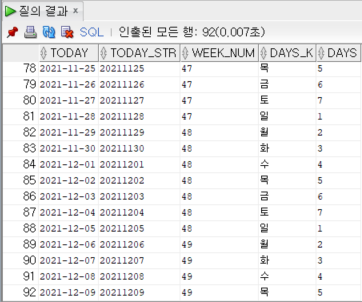 질의 결과 ×
SQL | 인출된 모든 행: 92(0,007초)
TODAY TODAY_STR WEEK_NUM DAYS_K DAYS
78 2021-11-25 20211125 47 목 5
79 2021-11-26 20211126 47 금 6
80 2021-11-27 20211127 47 토 7
81 2021-11-28 20211128 47 일 1
82 2021-11-29 20211129 48 월 2
83 2021-11-30 20211130 48 화 3
84 2021-12-01 20211201 48 수 4
85 2021-12-02 20211202 48 목 5
86 2021-12-03 20211203 48 금 6
87 2021-12-04 20211204 48 토 7
88 2021-12-05 20211205 48 일 1
89 2021-12-06 20211206 49 월 2
90 2021-12-07 20211207 49 화 3
91 2021-12-08 20211208 49 수 4
92 2021-12-09 20211209 49 목 5